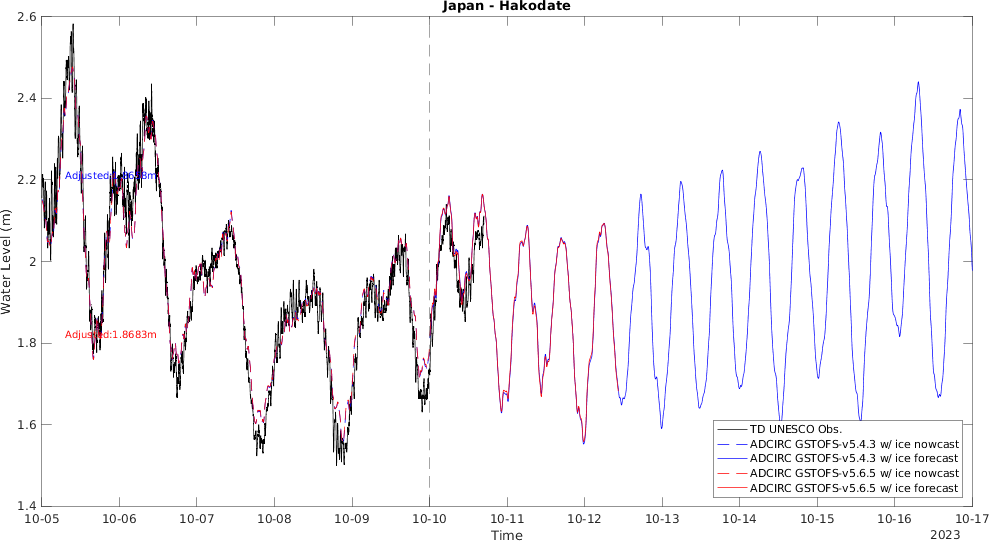 Japan - Hakodate
Water Level (m)
2.6
2.4
2.2
2
1.8
1.6
1.4
Adjusted:1.8683m
TD UNESCO Obs.
ADCIRC GSTOFS-v5.4.3 w/ ice nowcast
ADCIRC GSTOFS-v5.4.3 w/ ice forecast
ADCIRC GSTOFS-v5.6.5 w/ ice nowcast
ADCIRC GSTOFS-v5.6.5 w/ ice forecast
10-05 10-06 10-07 10-08 10-09 10-10 10-11 10-12 10-13 10-14 10-15 10-16 10-17
Time
2023